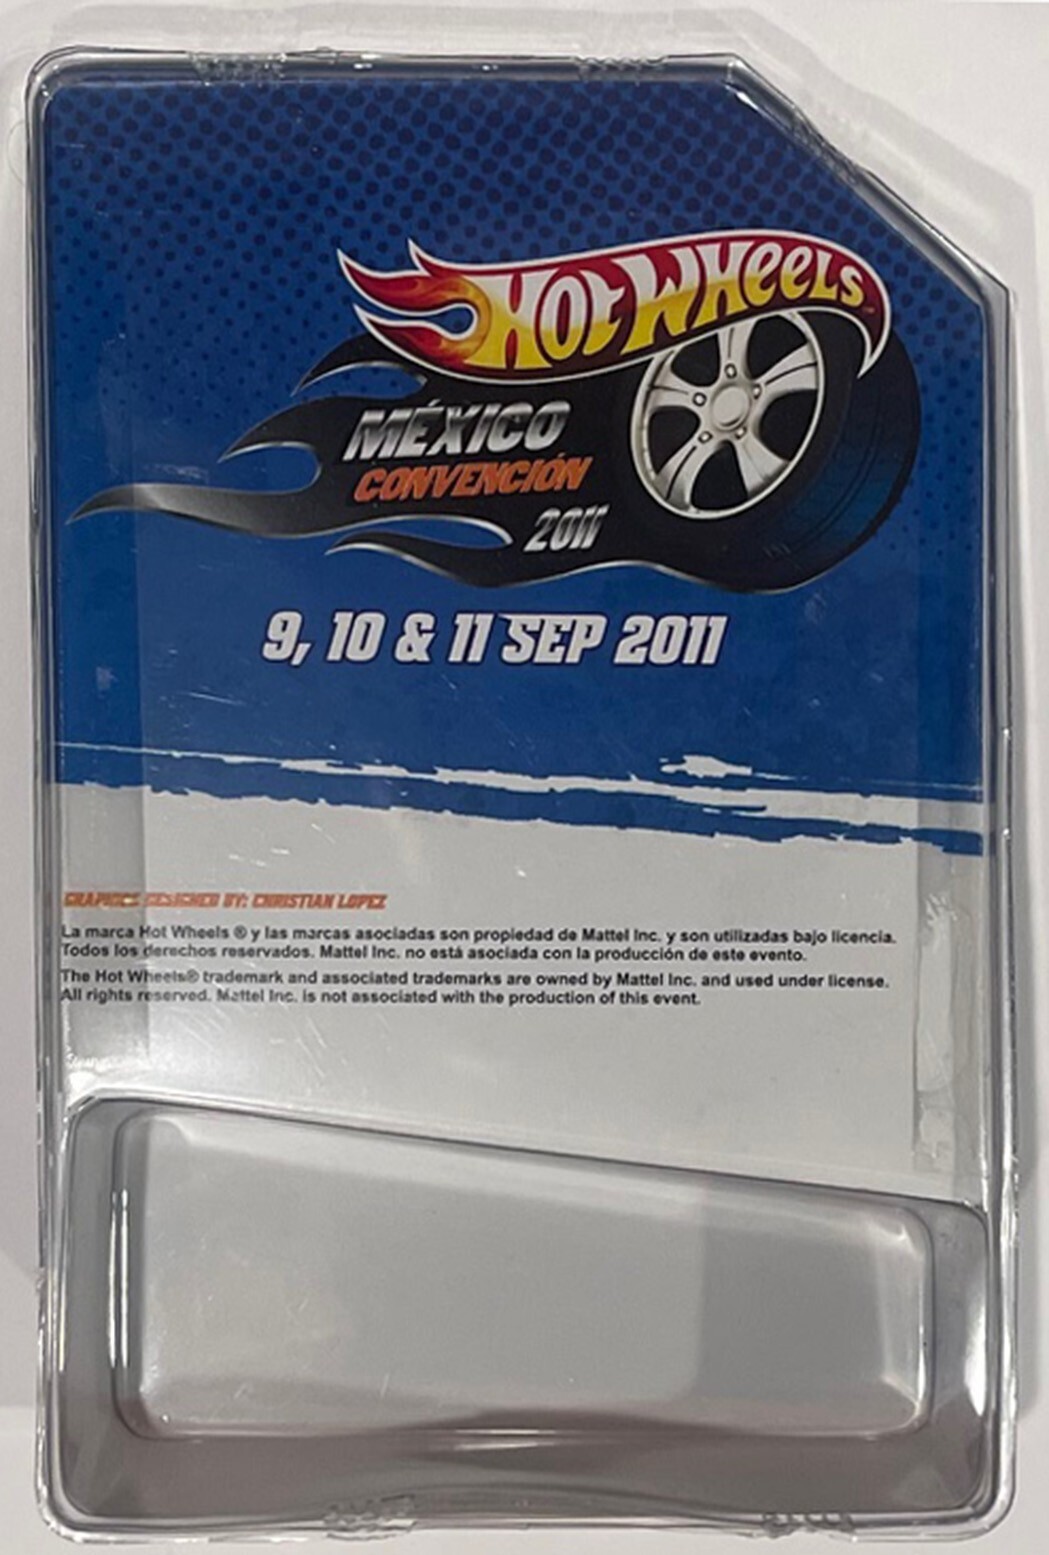 HOT WHEELS
MÉXICO
CONVENCIÓN
2011
9, 10 & 11 SEP 2011
GRAPHICS DESIGNED BY: CHRISTIAN LOPEZ
La marca Hot Wheels ® y las marcas asociadas son propiedad de Mattel Inc. y son utilizadas bajo licencia.
Todos los derechos reservados. Mattel Inc. no está asociada con la producción de este evento.
The Hot Wheels® trademark and associated trademarks are owned by Mattel Inc. and used under license.
All rights reserved. Mattel Inc. is not associated with the production of this event.